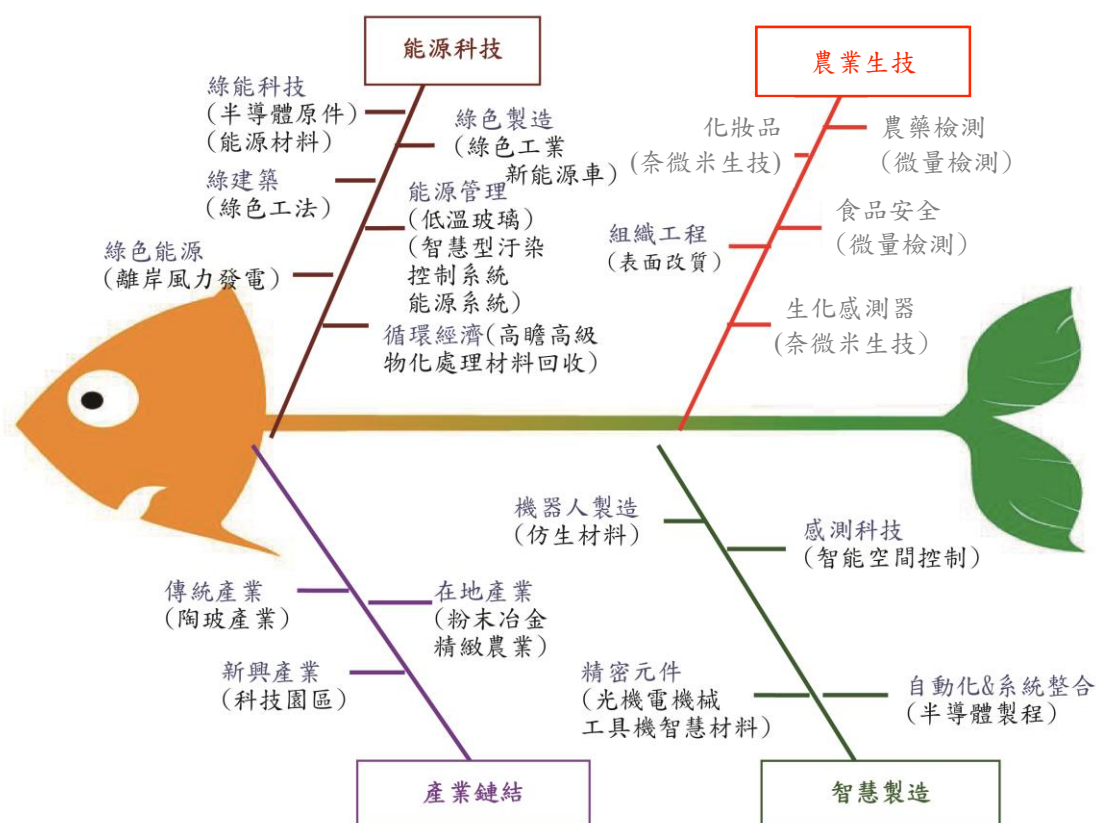 能源科技
綠能科技
(半導體原件)
(能源材料)
綠色製造
(綠色工業
新能源車)
綠建築
(綠色工法)
能源管理
(低溫玻璃)
(智慧型汙染
控制系統
能源系統)
綠色能源
(離岸風力發電)
循環經濟(高瞻高級
物化處理材料回收)
農業生技
化妝品
(奈微米生技)
農藥檢測
(微量檢測)
食品安全
(微量檢測)
組織工程
(表面改質)
生化感測器
(奈微米生技)
傳統產業
(陶玻產業)
在地產業
(粉末冶金
精緻農業)
新興產業
(科技園區)
產業鏈結
機器人製造
(仿生材料)
感測科技
(智能空間控制)
精密元件
(光機電機械
工具機智慧材料)
自動化&系統整合
(半導體製程)
智慧製造